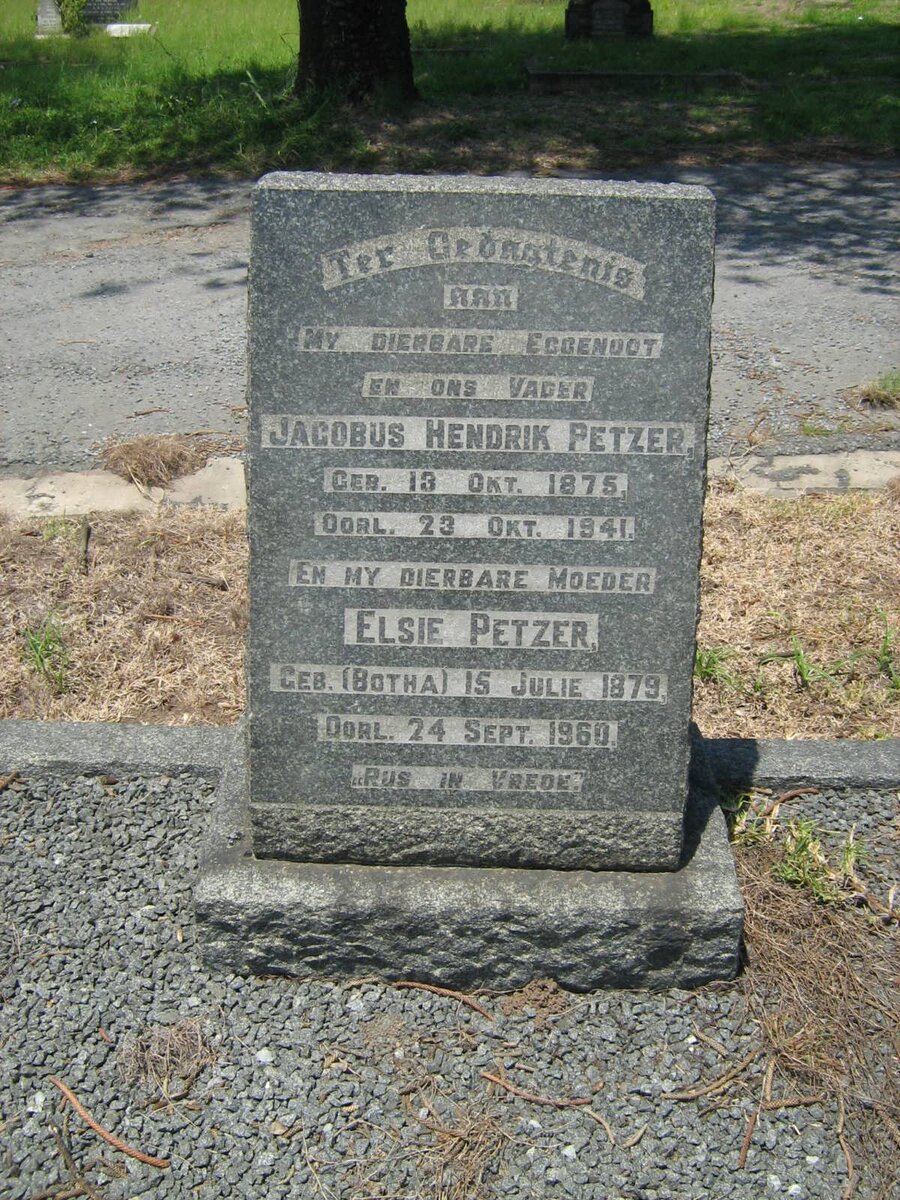 Ter Gedagtenis
aan
My dierbare Eggenoot
en ons Vader
Jacobus Hendrik Petzer,
Geb. 13 Okt. 1875,
Oorl. 23 Okt. 1941.
En my dierbare Moeder
Elsie Petzer,
Geb. (Botha) 15 Julie 1879,
Oorl. 24 Sept. 1960.
„Rus in Vrede."